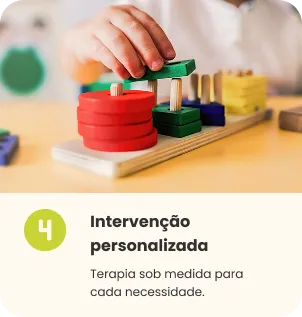 4
Intervenção
personalizada
Terapia sob medida para
cada necessidade.